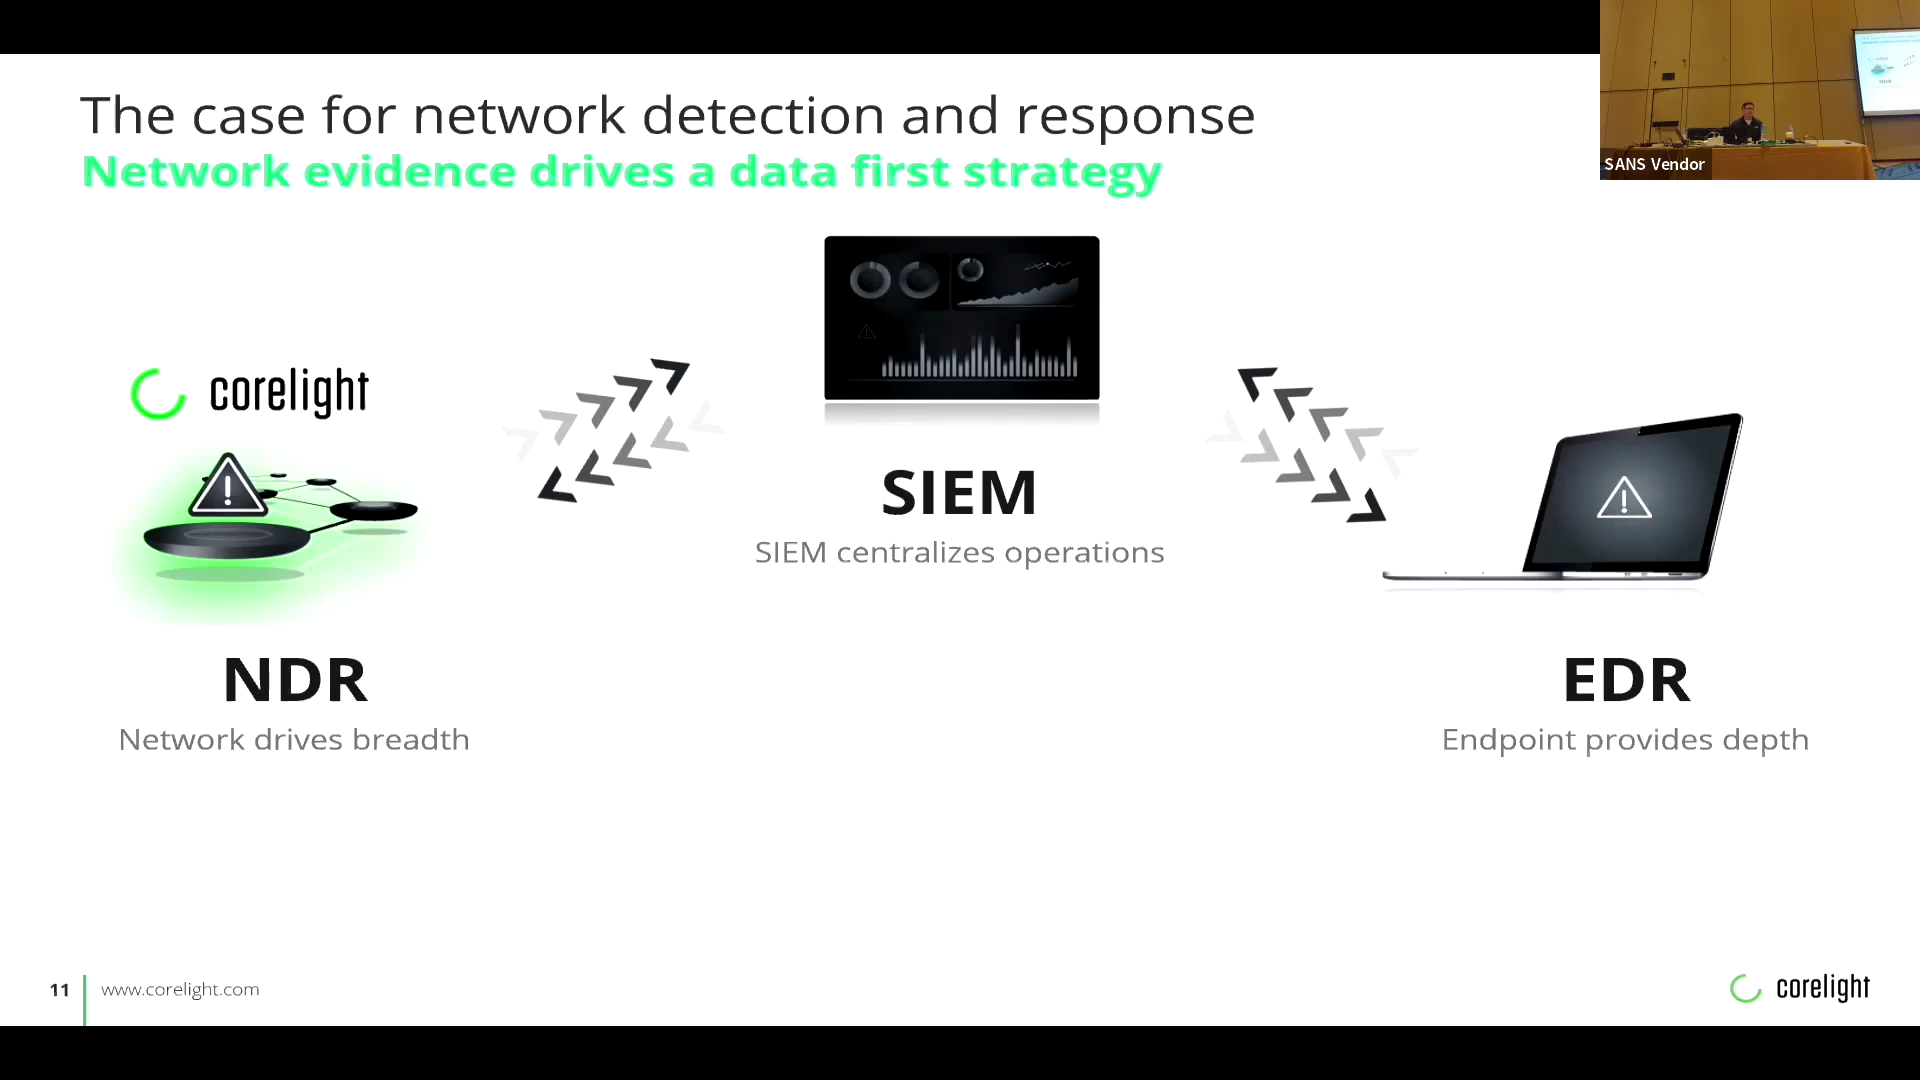 The case for network detection and response
Network evidence drives a data first strategy
SANS Vendor
corelight
SIEM
SIEM centralizes operations
NDR
Network drives breadth
EDR
Endpoint provides depth
11
www.corelight.com
corelight